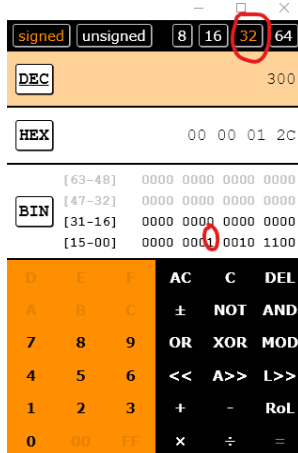 signed unsigned 8 16 32 64
DEC 300
HEX 00 00 01 2C
[63-48] 0000 0000 0000 0000
[47-32] 0000 0000 0000 0000
BIN
[31-16] 0000 0000 0000 0000
[15-00] 0000 0001 0010 1100
D E F AC C DEL
A B C ± NOT AND
7 8 9 OR XOR MOD
4 5 6 << A>> L>>
1 2 3 + - RoL
0 00 FF × ÷ =